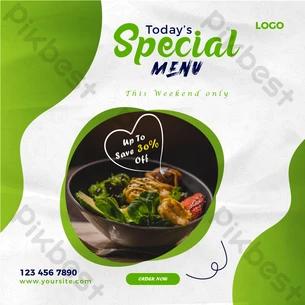 Today's
LOGO
Special
MENU
This Weekend only
Up To
Save 30%
Off
123 456 7890
www.yoursite.com
ORDER NOW
pikbest